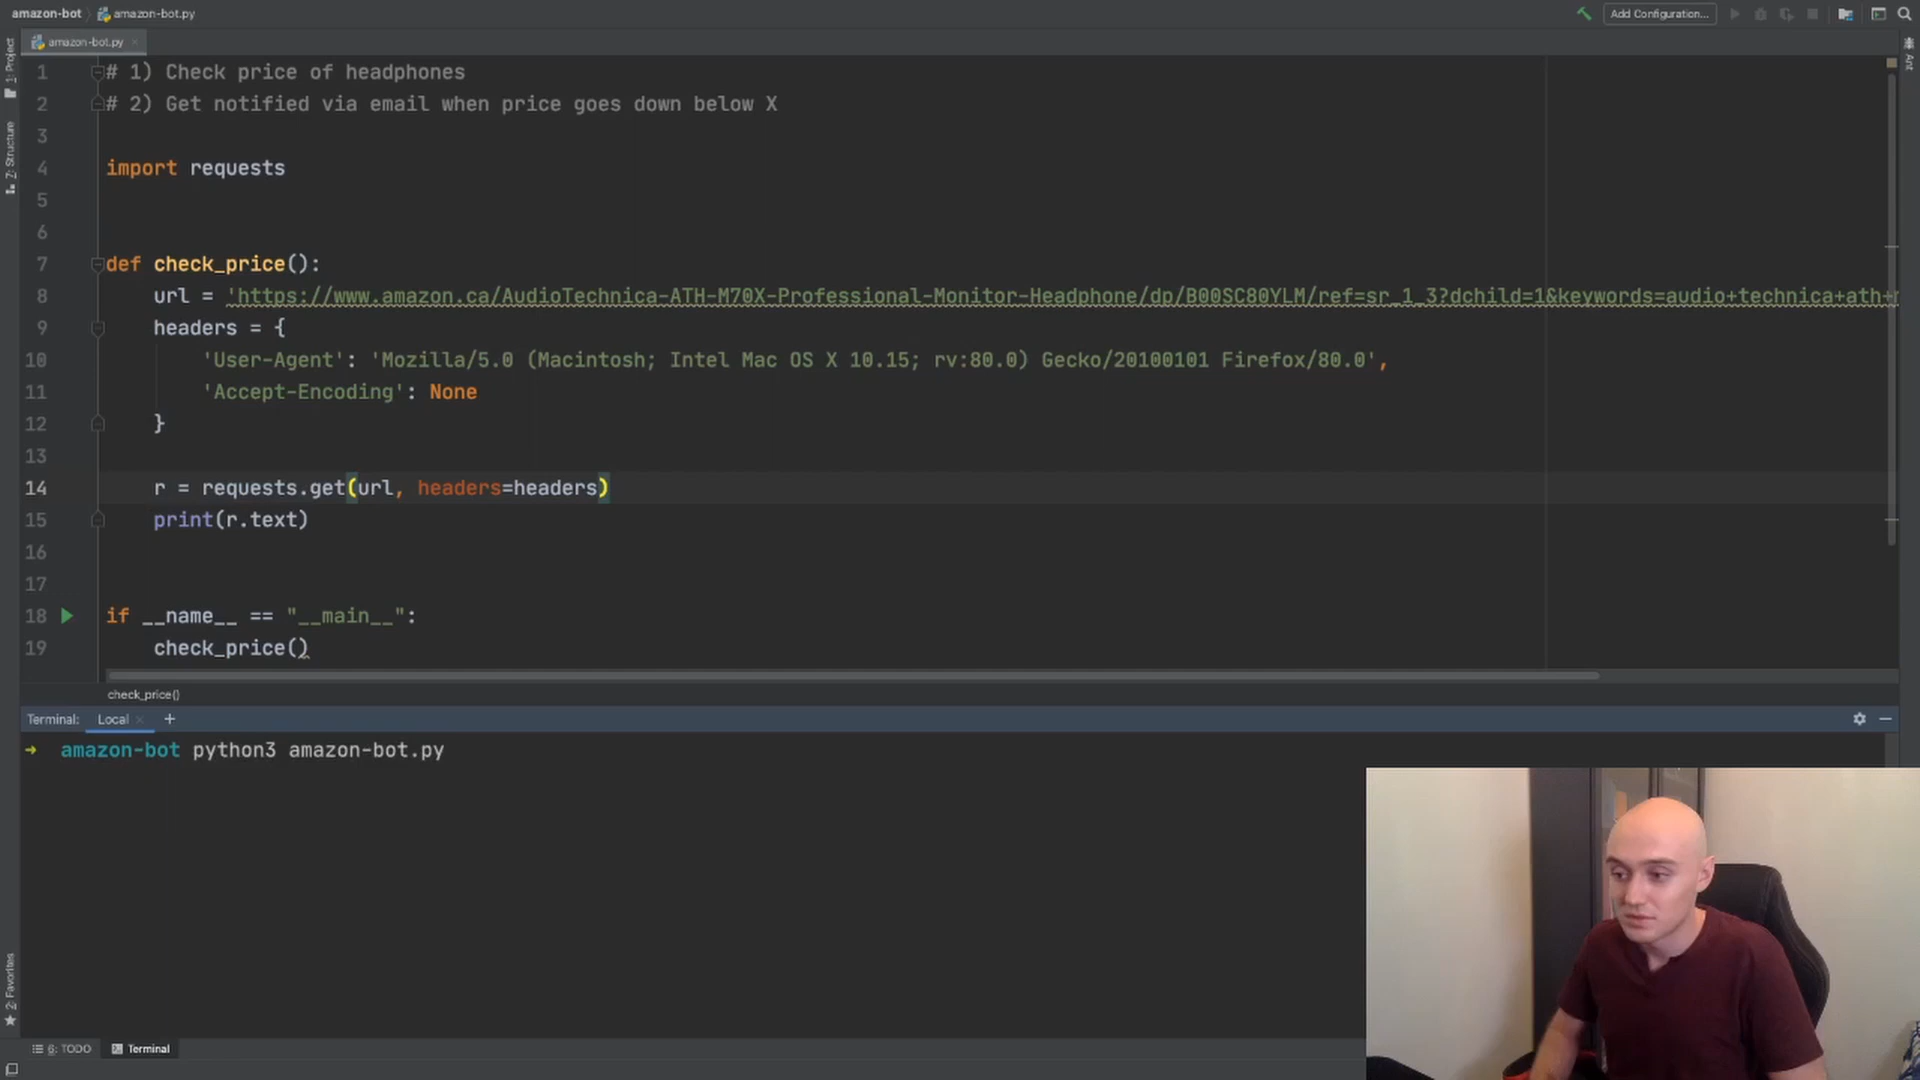 amazon-bot amazon-bot.py Add Configuration...
amazon-bot.py
1: Project
Z: Structure
2: Favorites
Ant
1 # 1) Check price of headphones
2 # 2) Get notified via email when price goes down below X
3
4 import requests
5
6
7 def check_price():
8 url = 'https://www.amazon.ca/AudioTechnica-ATH-M70X-Professional-Monitor-Headphone/dp/B00SC80YLM/ref=sr_1_3?dchild=1&keywords=audio+technica+ath+
9 headers = {
10 'User-Agent': 'Mozilla/5.0 (Macintosh; Intel Mac OS X 10.15; rv:80.0) Gecko/20100101 Firefox/80.0',
11 'Accept-Encoding': None
12 }
13
14 r = requests.get(url, headers=headers)
15 print(r.text)
16
17
18 if __name__ == "__main__":
19 check_price()
check_price()
Terminal: Local +
→ amazon-bot python3 amazon-bot.py
6: TODO Terminal